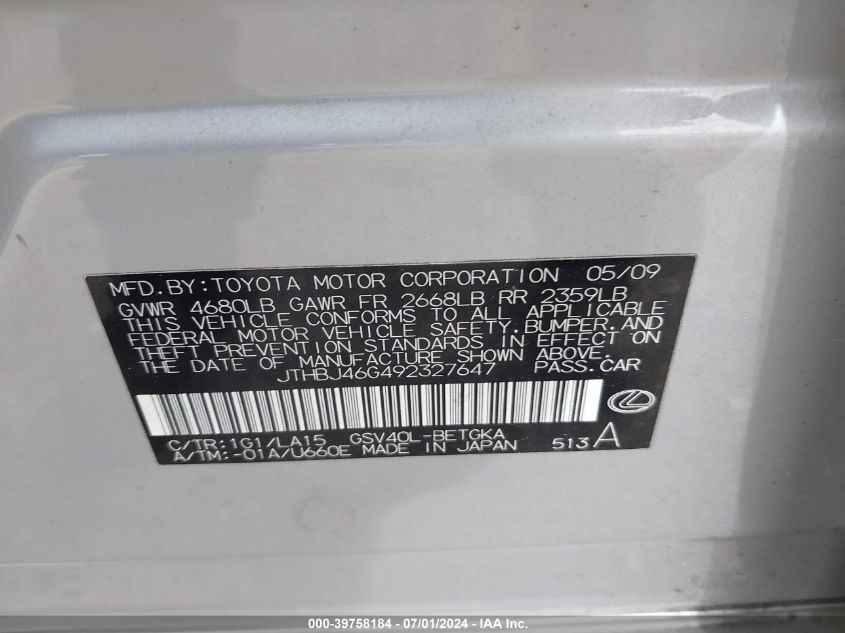 MFD.BY:TOYOTA MOTOR CORPORATION 05/09
GVWR 4680LB GAWR FR 2668LB RR 2359LB
THIS VEHICLE CONFORMS TO ALL APPLICABLE
FEDERAL MOTOR VEHICLE SAFETY,BUMPER,AND
THEFT PREVENTION STANDARDS IN EFFECT ON
THE DATE OF MANUFACTURE SHOWN ABOVE.
JTHBJ46G492327647 PASS.CAR
C/TR:1G1/LA15 GSV40L-BETGKA
A/TM:-01A/U660E MADE IN JAPAN 513 A
000-39758184 - 07/01/2024 - IAA Inc.